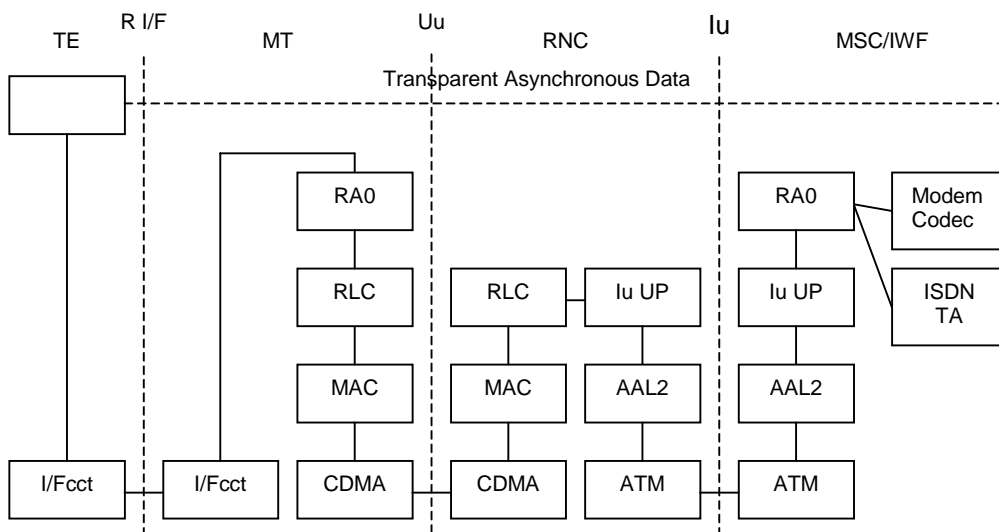 R I/F Uu Iu
TE MT RNC MSC/IWF
Transparent Asynchronous Data
RA0 RA0 Modem
Codec
RLC RLC Iu UP Iu UP ISDN
TA
MAC MAC AAL2 AAL2
I/Fcct I/Fcct CDMA CDMA ATM ATM